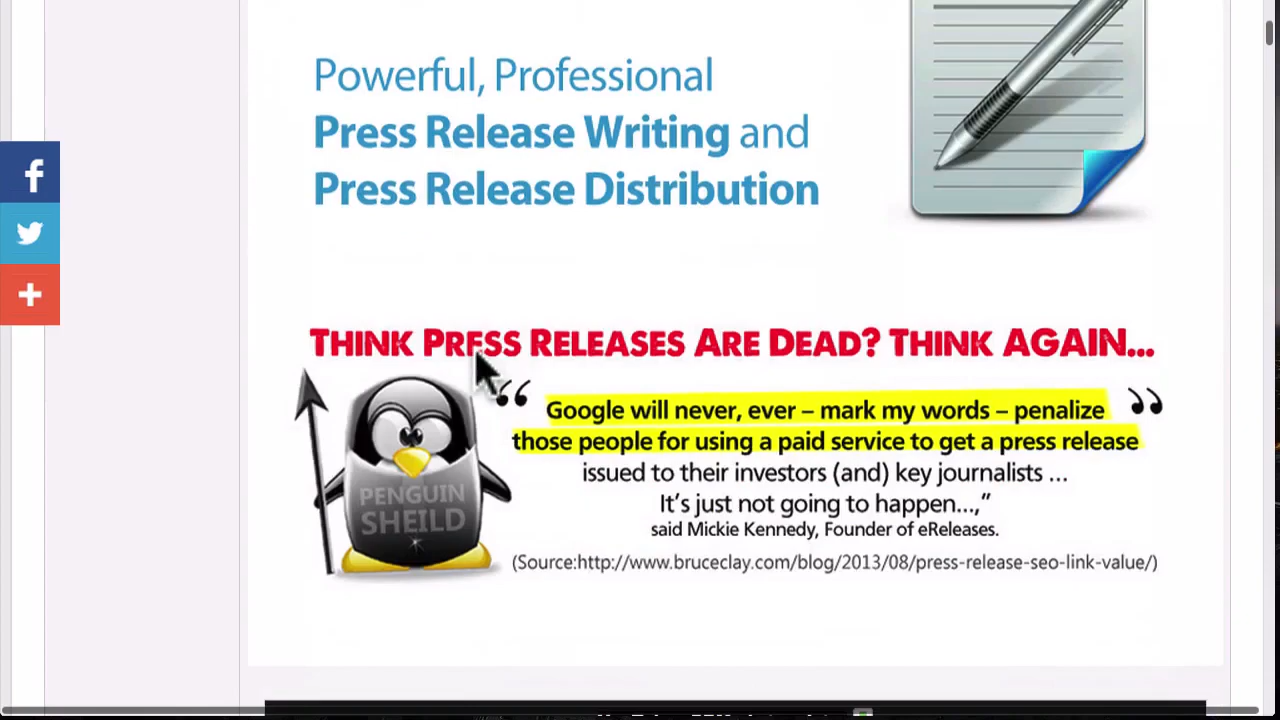 Powerful, Professional
Press Release Writing and
Press Release Distribution
f
THINK PRESS RELEASES ARE DEAD? THINK AGAIN...
“ Google will never, ever – mark my words – penalize ”
those people for using a paid service to get a press release
issued to their investors (and) key journalists ...
It's just not going to happen...,”
said Mickie Kennedy, Founder of eReleases.
(Source:http://www.bruceclay.com/blog/2013/08/press-release-seo-link-value/)
PENGUIN
SHEILD